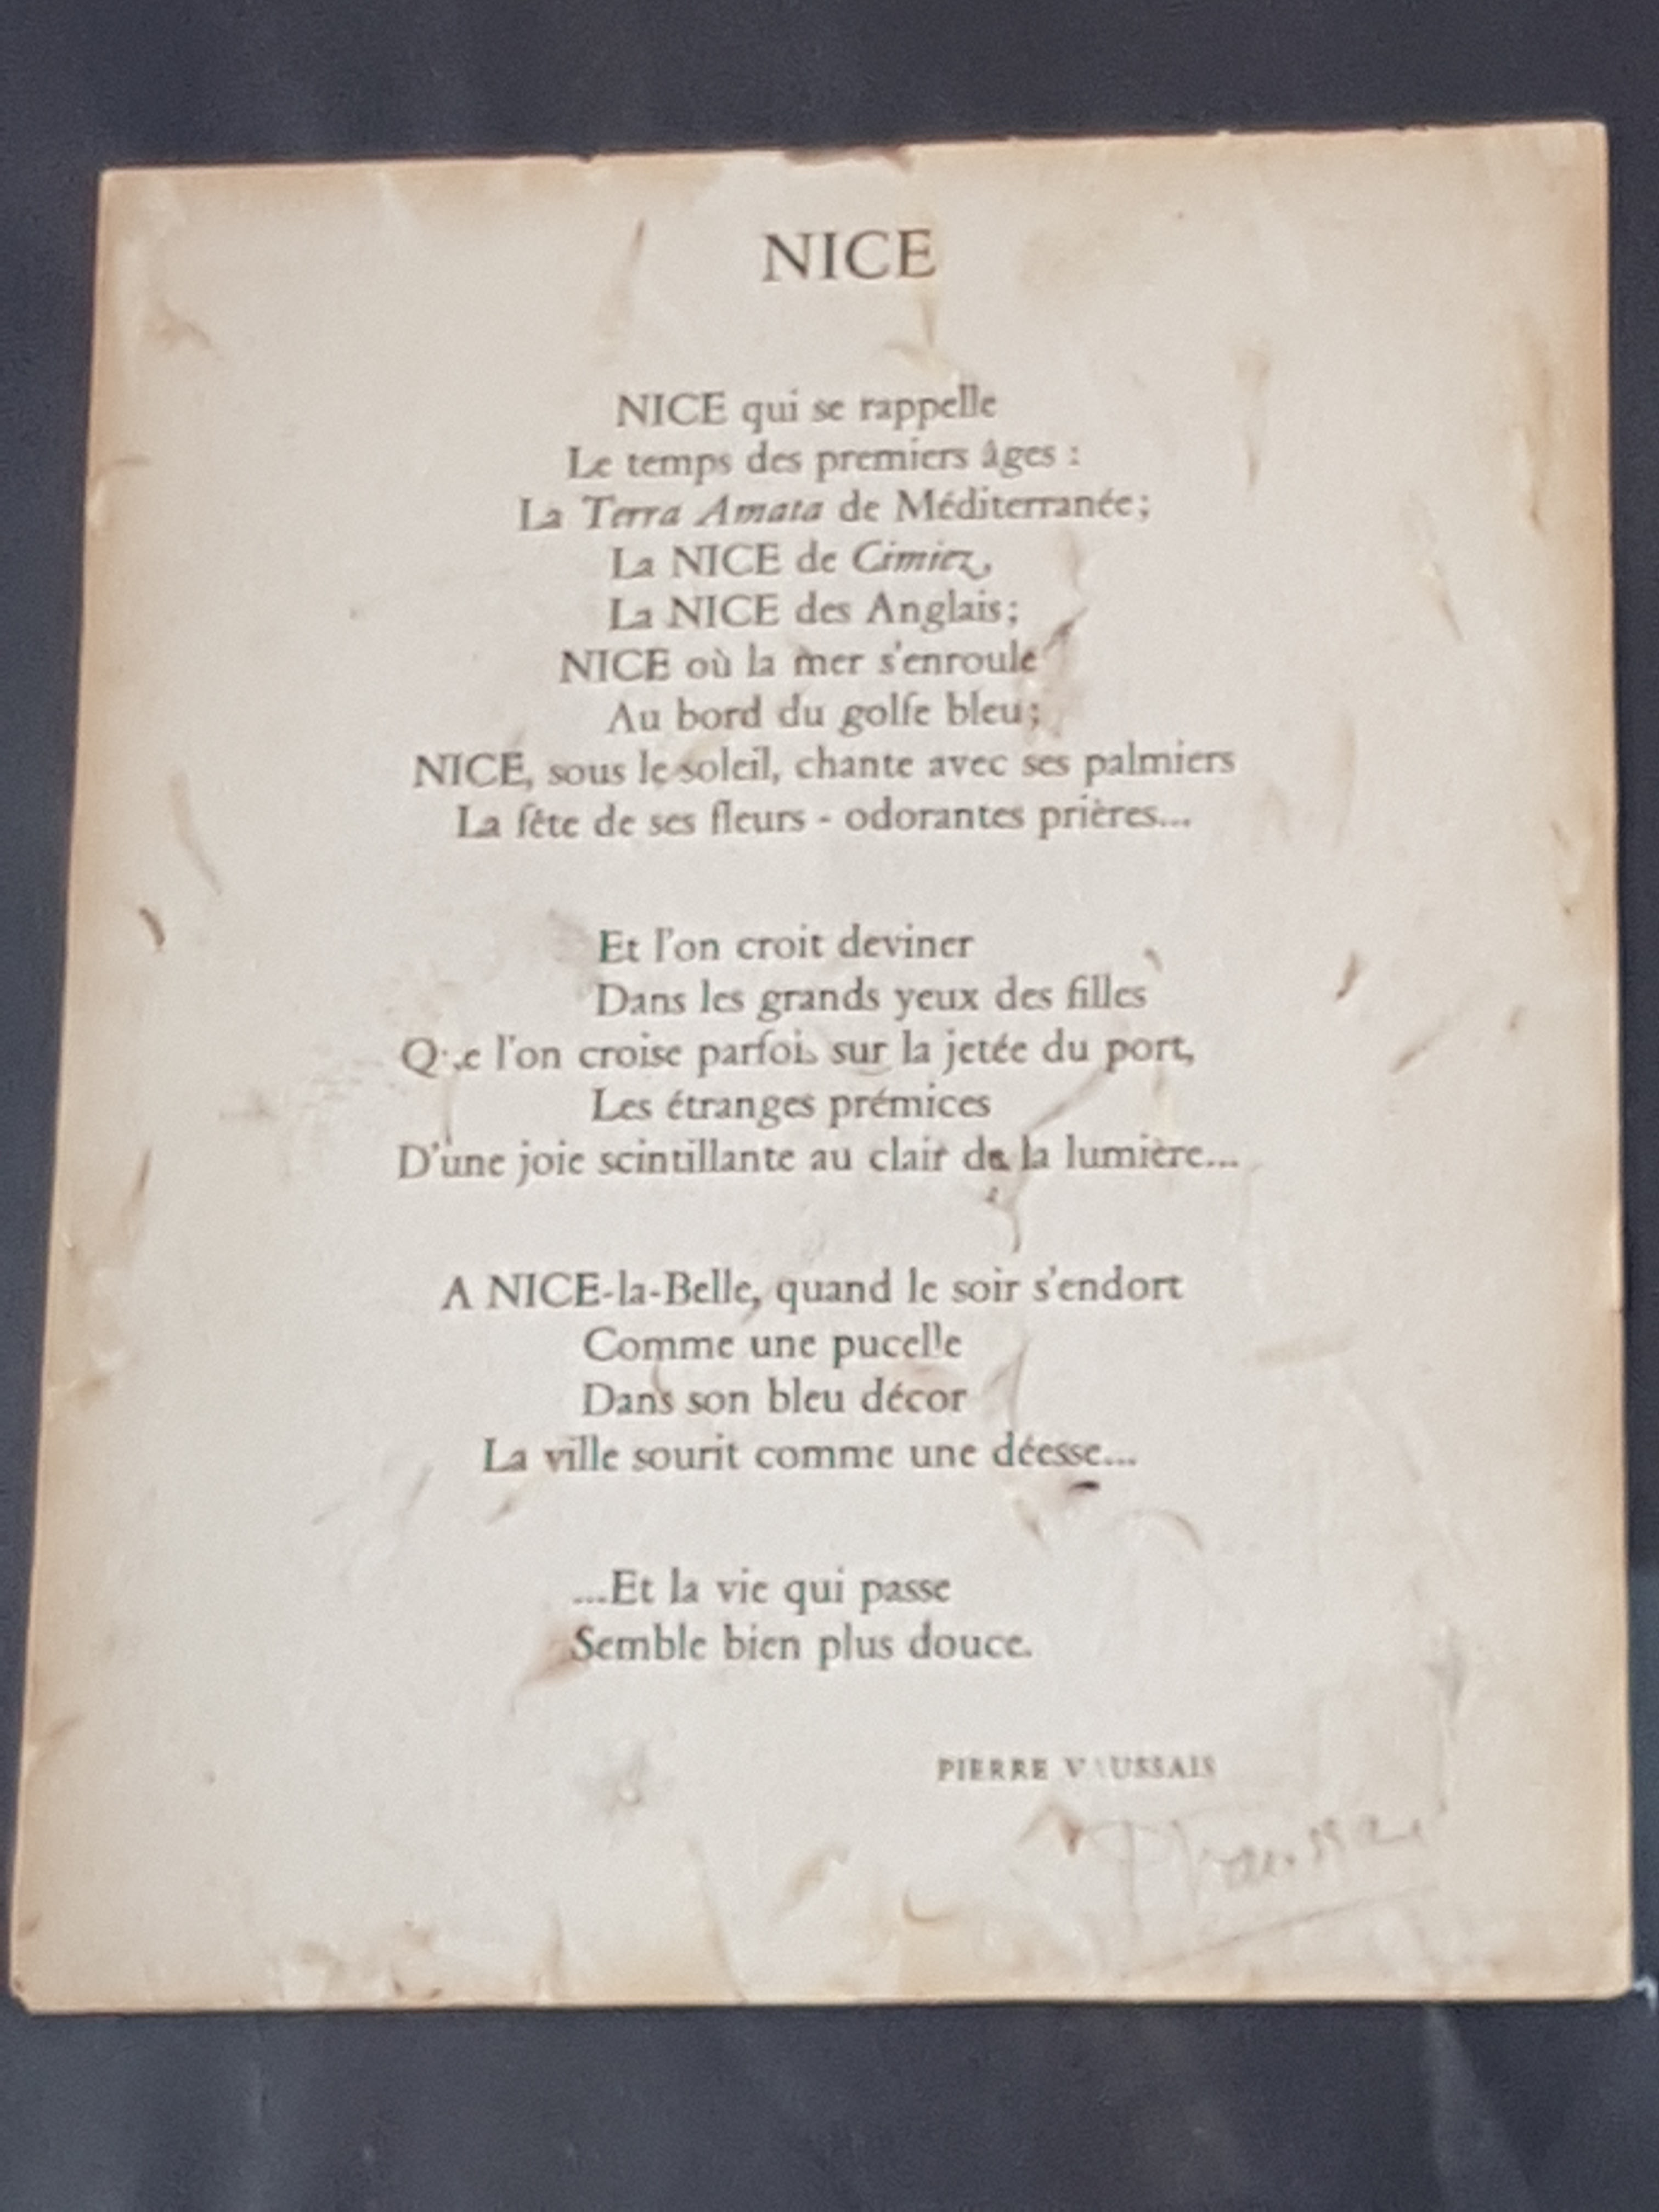 NICE
NICE qui se rappelle
Le temps des premiers âges :
La Terra Amata de Méditerranée;
La NICE de Cimiez,
La NICE des Anglais;
NICE où la mer s'enroule
Au bord du golfe bleu;
NICE, sous le soleil, chante avec ses palmiers
La fête de ses fleurs - odorantes prières...
Et l'on croit deviner
Dans les grands yeux des filles
Que l'on croise parfois sur la jetée du port,
Les étranges prémices
D'une joie scintillante au clair de la lumière...
A NICE-la-Belle, quand le soir s'endort
Comme une pucelle
Dans son bleu décor
La ville sourit comme une déesse...
...Et la vie qui passe
Semble bien plus douce.
PIERRE VAUSSAIS